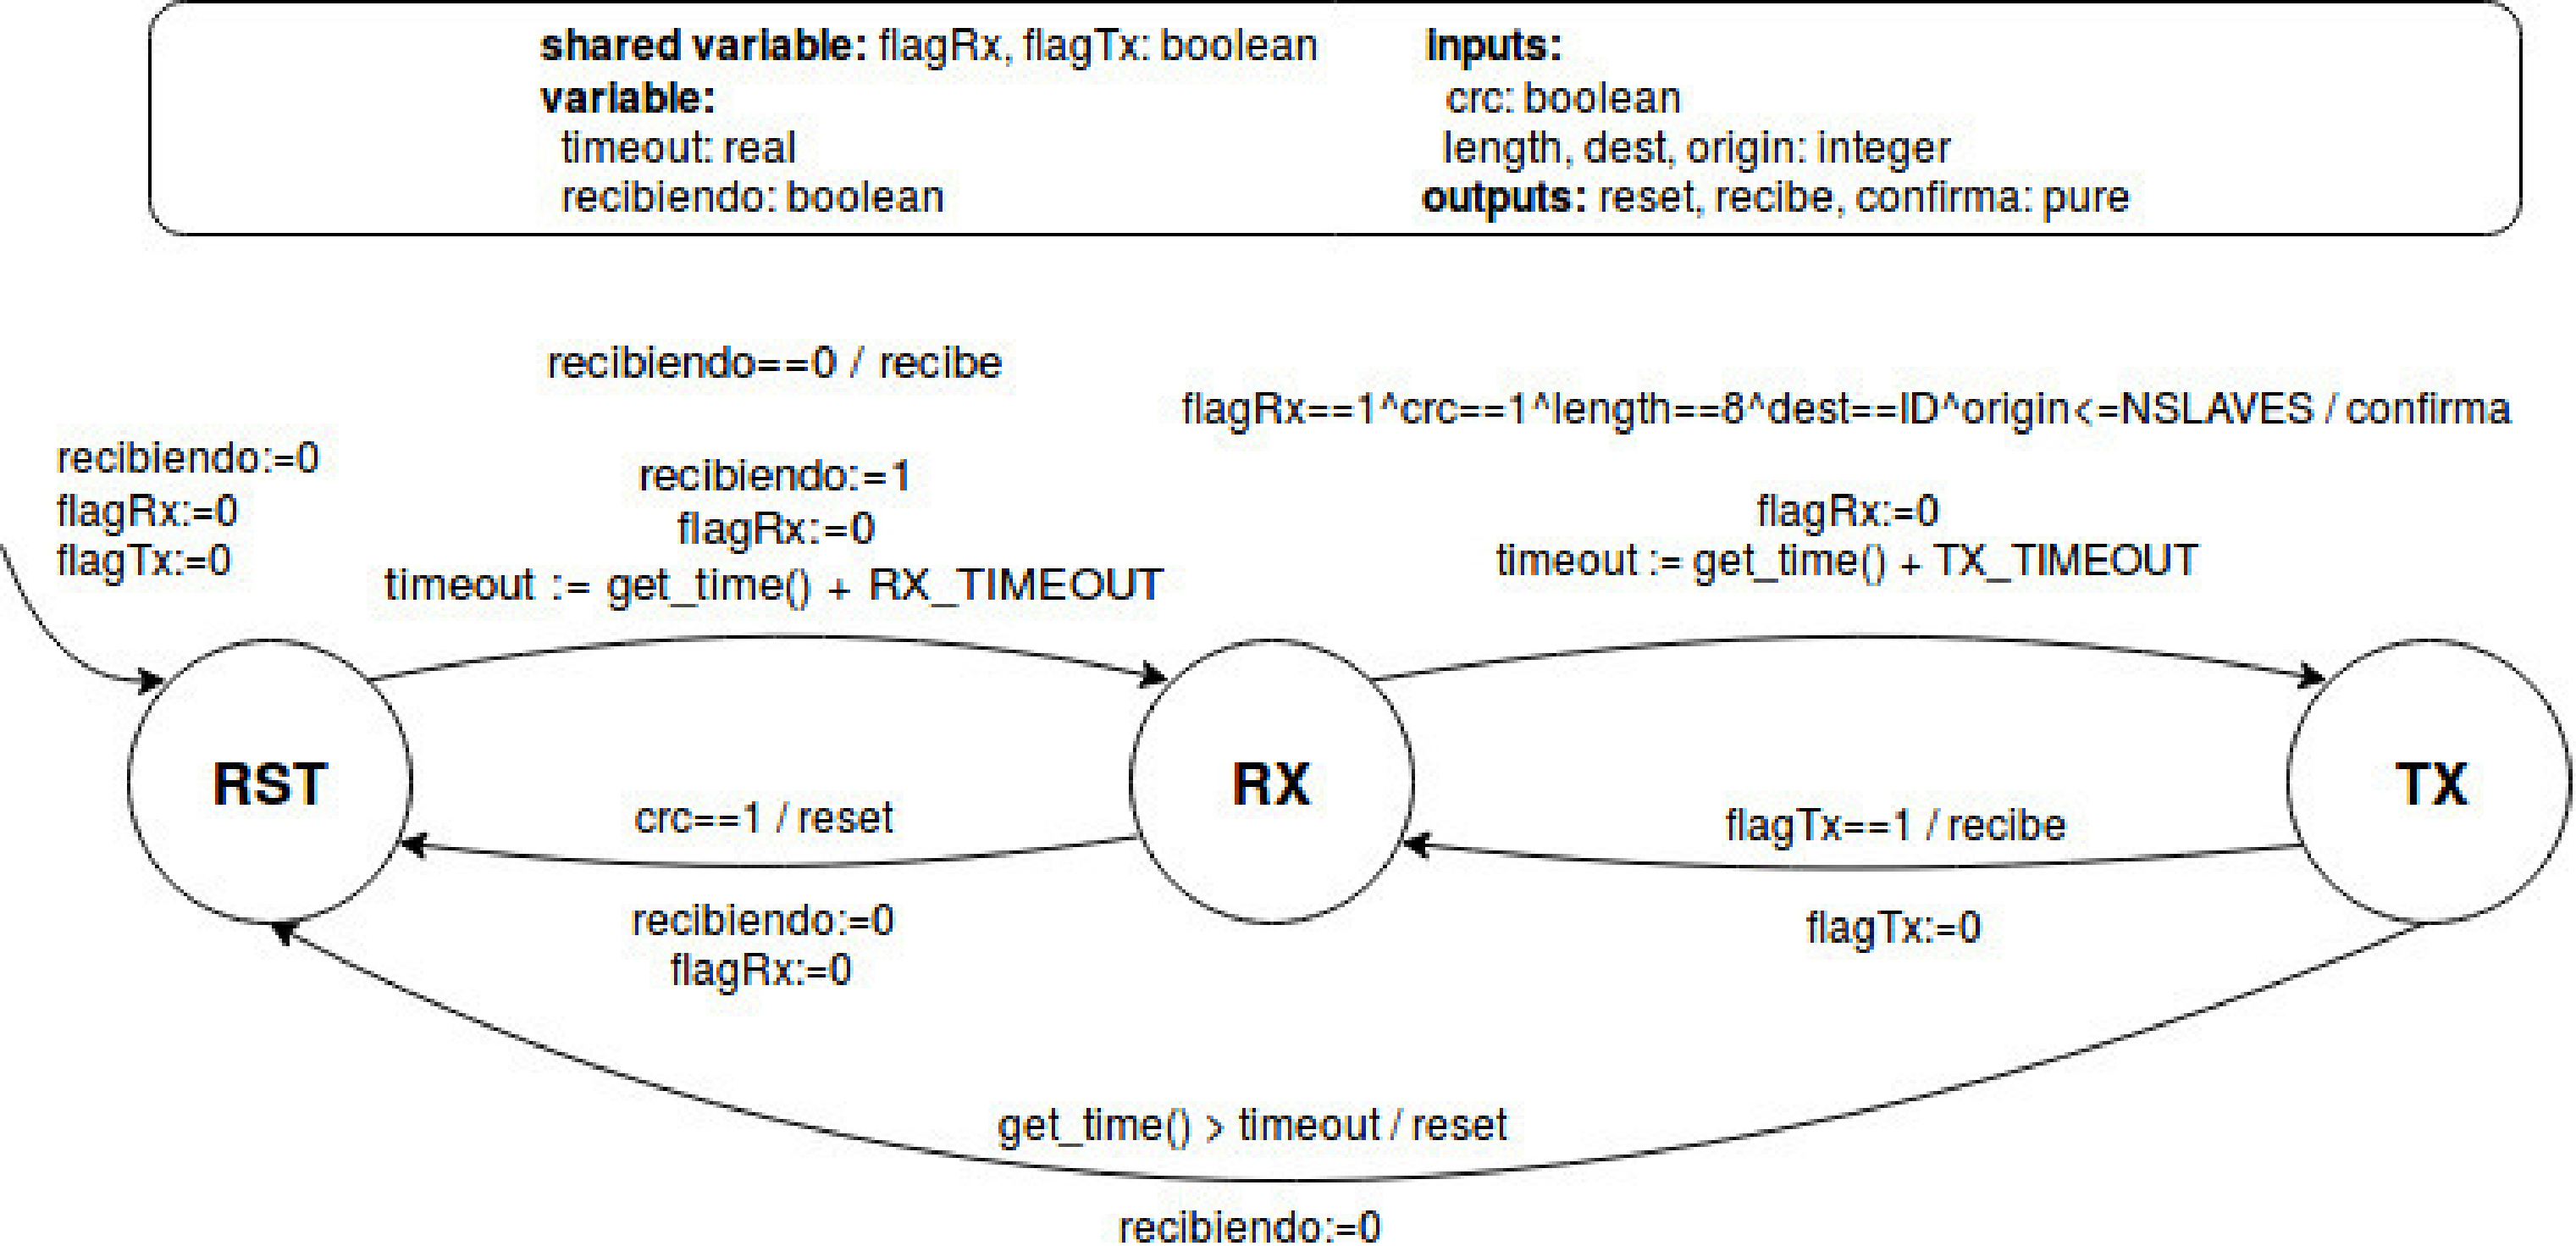 shared variable: flagRx, flagTx: boolean
variable:
timeout: real
recibiendo: boolean
inputs:
crc: boolean
length, dest, origin: integer
outputs: reset, recibe, confirma: pure
recibiendo==0 / recibe
recibiendo:=1
flagRx:=0
timeout := get_time() + RX_TIMEOUT
flagRx==1^crc==1^length==8^dest==ID^origin<=NSLAVES / confirma
flagRx:=0
timeout := get_time() + TX_TIMEOUT
recibiendo:=0
flagRx:=0
flagTx:=0
RST
RX
TX
crc==1 / reset
recibiendo:=0
flagRx:=0
flagTx==1 / recibe
flagTx:=0
get_time() > timeout / reset
recibiendo:=0